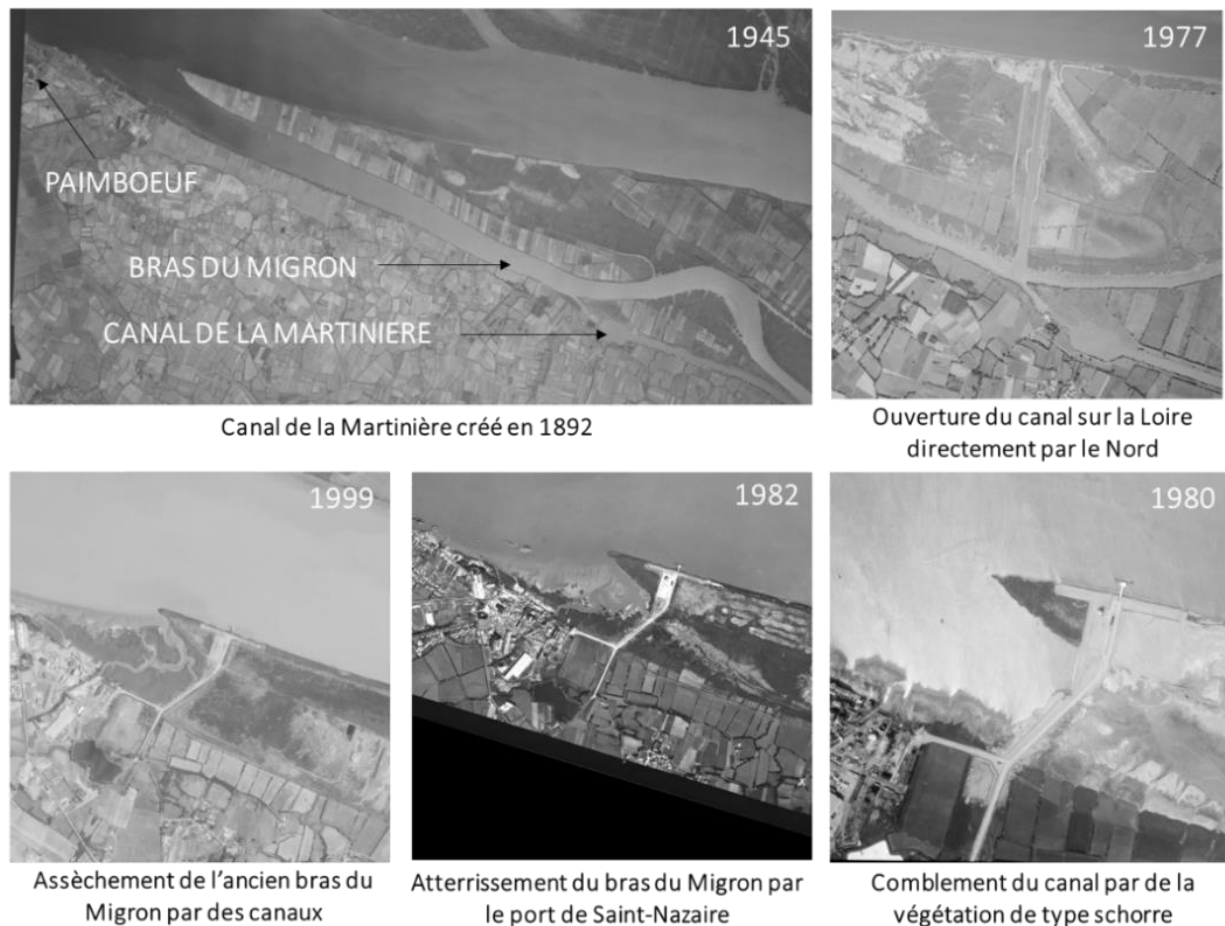 1945
PAIMBOEUF
BRAS DU MIGRON
CANAL DE LA MARTINIERE
Canal de la Martinière créé en 1892
1977
Ouverture du canal sur la Loire
directement par le Nord
1999
Assèchement de l'ancien bras du
Migron par des canaux
1982
Atterrissement du bras du Migron par
le port de Saint-Nazaire
1980
Comblement du canal par de la
végétation de type schorre